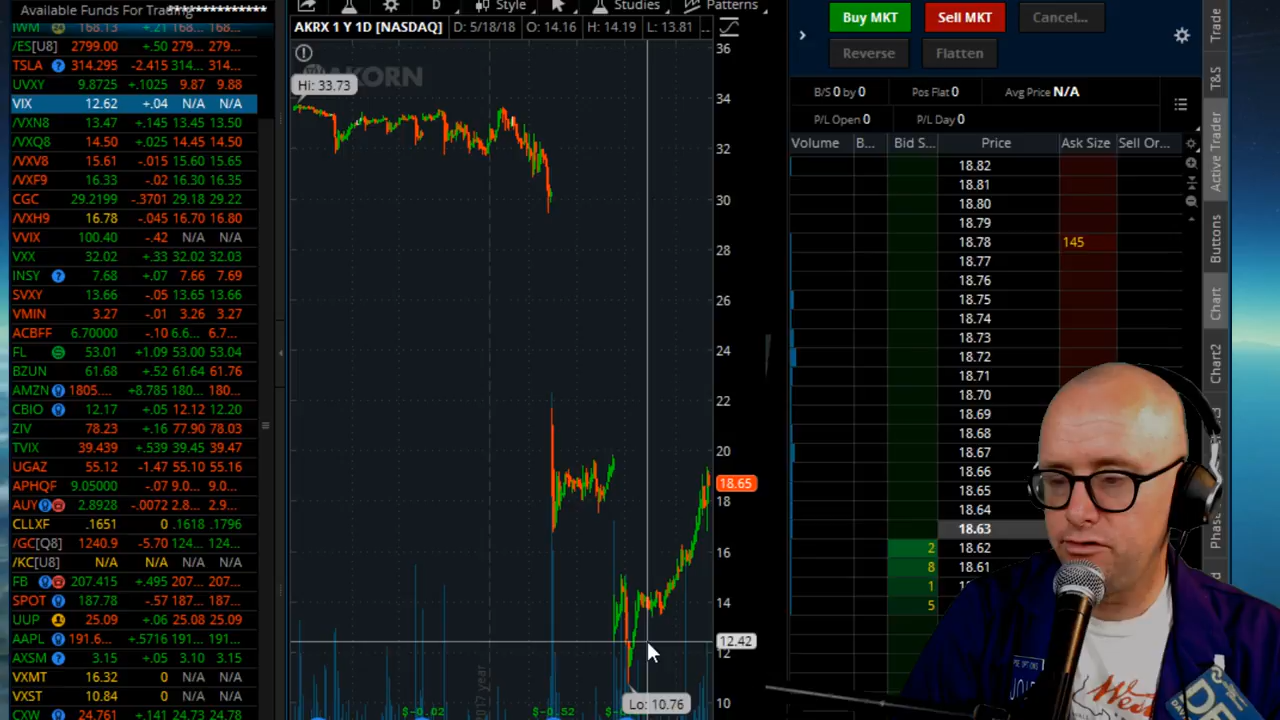 Available Funds For Trading **************
IWM 24 168.13 +.21 168... 168...
/ES[U8] 2799.00 +.50 279... 279...
TSLA 314.295 -2.415 314... 314...
UVXY 9.8725 +.1025 9.87 9.88
VIX 12.62 +.04 N/A N/A
/VXN8 13.47 +.145 13.45 13.50
/VXQ8 14.50 +.025 14.45 14.50
/VXV8 15.61 -.015 15.60 15.65
/VXF9 16.33 -.02 16.30 16.35
CGC 29.2199 -.3701 29.18 29.22
/VXH9 16.78 -.045 16.70 16.80
VVIX 100.40 -.42 N/A N/A
VXX 32.02 +.33 32.02 32.03
INSY 7.68 +.07 7.66 7.69
SVXY 13.66 -.05 13.65 13.66
VMIN 3.27 -.01 3.26 3.27
ACBFF 6.70000 -.10 6.6... 6.7...
FL 53.01 +1.09 53.00 53.04
BZUN 61.68 +.52 61.64 61.76
AMZN 1805.... +8.785 180... 180...
CBIO 12.17 +.05 12.12 12.20
ZIV 78.23 +.16 77.90 78.03
TVIX 39.439 +.539 39.45 39.47
UGAZ 55.12 -1.47 55.10 55.16
APHQF 9.05000 -.07 9.0... 9.0...
AUY 2.8928 -.0072 2.8... 2.9...
CLLXF .1651 0 .1618 .1796
/GC[Q8] 1240.9 -5.70 124... 124...
/KC[U8] N/A N/A N/A N/A
FB 207.415 +.495 207... 207...
SPOT 187.78 -.57 187... 187...
UUP 25.09 +.06 25.08 25.09
AAPL 191.6... +.5716 191... 191...
AXSM 3.15 +.05 3.10 3.15
VXMT 16.32 0 N/A N/A
VXST 10.84 0 N/A N/A
CXW 24.761 +.141 24.73 24.78
D Style Studies Patterns
AKRX 1 Y 1D [NASDAQ] D: 5/18/18 O: 14.16 H: 14.19 L: 13.81 ...
AKORN
Hi: 33.73
36
34
32
30
28
26
24
22
20
18.65
18
16
14
12.42
12
10
Lo: 10.76
2017 year
$-0.02 $-0.52
Buy MKT Sell MKT Cancel...
Reverse Flatten
B/S 0 by 0 Pos Flat 0 Avg Price N/A
P/L Open 0 P/L Day 0
Volume B... Bid S... Price Ask Size Sell Or...
18.82
18.81
18.80
18.79
18.78 145
18.77
18.76
18.75
18.74
18.73
18.72
18.71
18.70
18.69
18.68
18.67
18.66
18.65
18.64
18.63
2 18.62
8 18.61
1
5
Trade
T&S
Active Trader
Buttons
Chart
Chart2